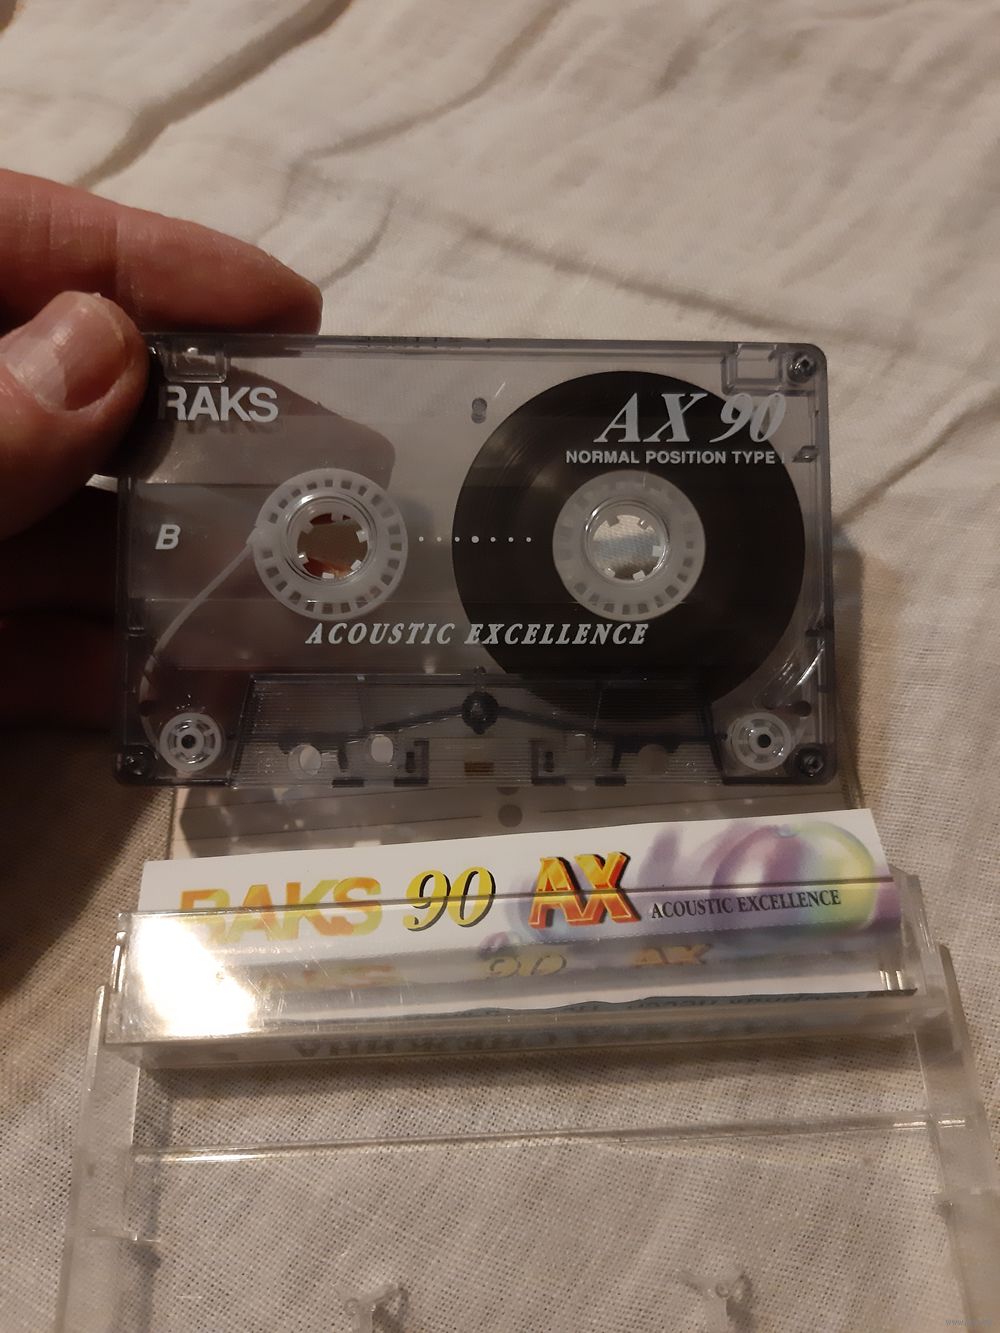 RAKS
AX 90
NORMAL POSITION TYPE I
B
ACOUSTIC EXCELLENCE
RAKS 90 AX ACOUSTIC EXCELLENCE